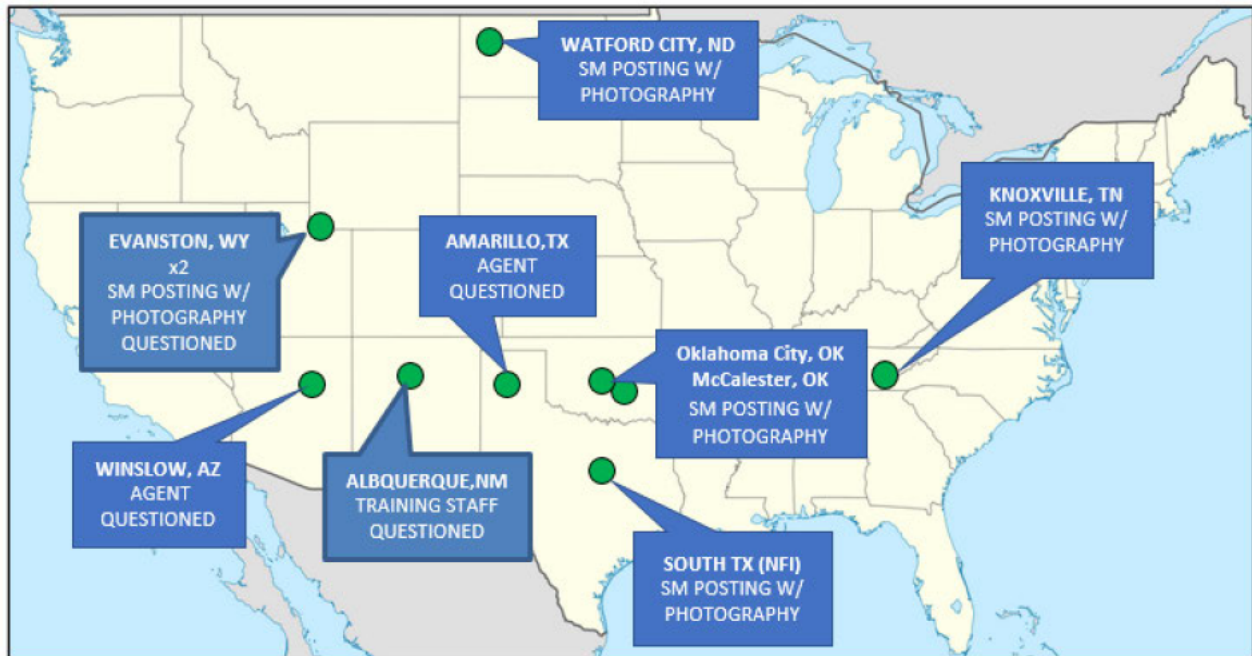 WATFORD CITY, ND
SM POSTING W/
PHOTOGRAPHY
KNOXVILLE, TN
SM POSTING W/
PHOTOGRAPHY
EVANSTON, WY
x2
SM POSTING W/
PHOTOGRAPHY
QUESTIONED
AMARILLO,TX
AGENT
QUESTIONED
Oklahoma City, OK
McCalester, OK
SM POSTING W/
PHOTOGRAPHY
WINSLOW, AZ
AGENT
QUESTIONED
ALBQUERQUE,NM
TRAINING STAFF
QUESTIONED
SOUTH TX (NFI)
SM POSTING W/
PHOTOGRAPHY